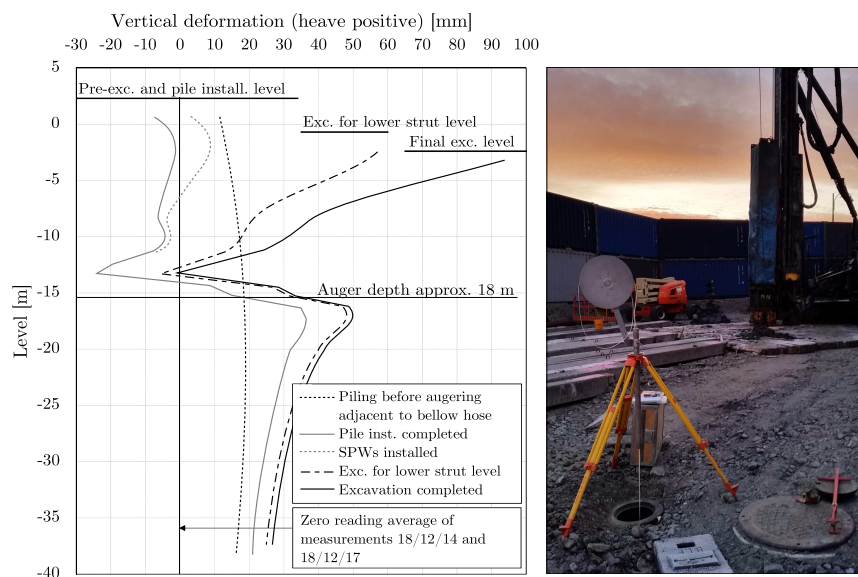 Vertical deformation (heave positive) [mm]
-30 -20 -10 0 10 20 30 40 50 60 70 80 90 100
5
Pre-exc. and pile install. level
0
Exc. for lower strut level
Final exc. level
-5
-10
-15
Auger depth approx. 18 m
Level [m]
-20
-25
-30
-35
-40
Piling before augering
adjacent to bellow hose
Pile inst. completed
SPWs installed
Exc. for lower strut level
Excavation completed
Zero reading average of
measurements 18/12/14 and
18/12/17